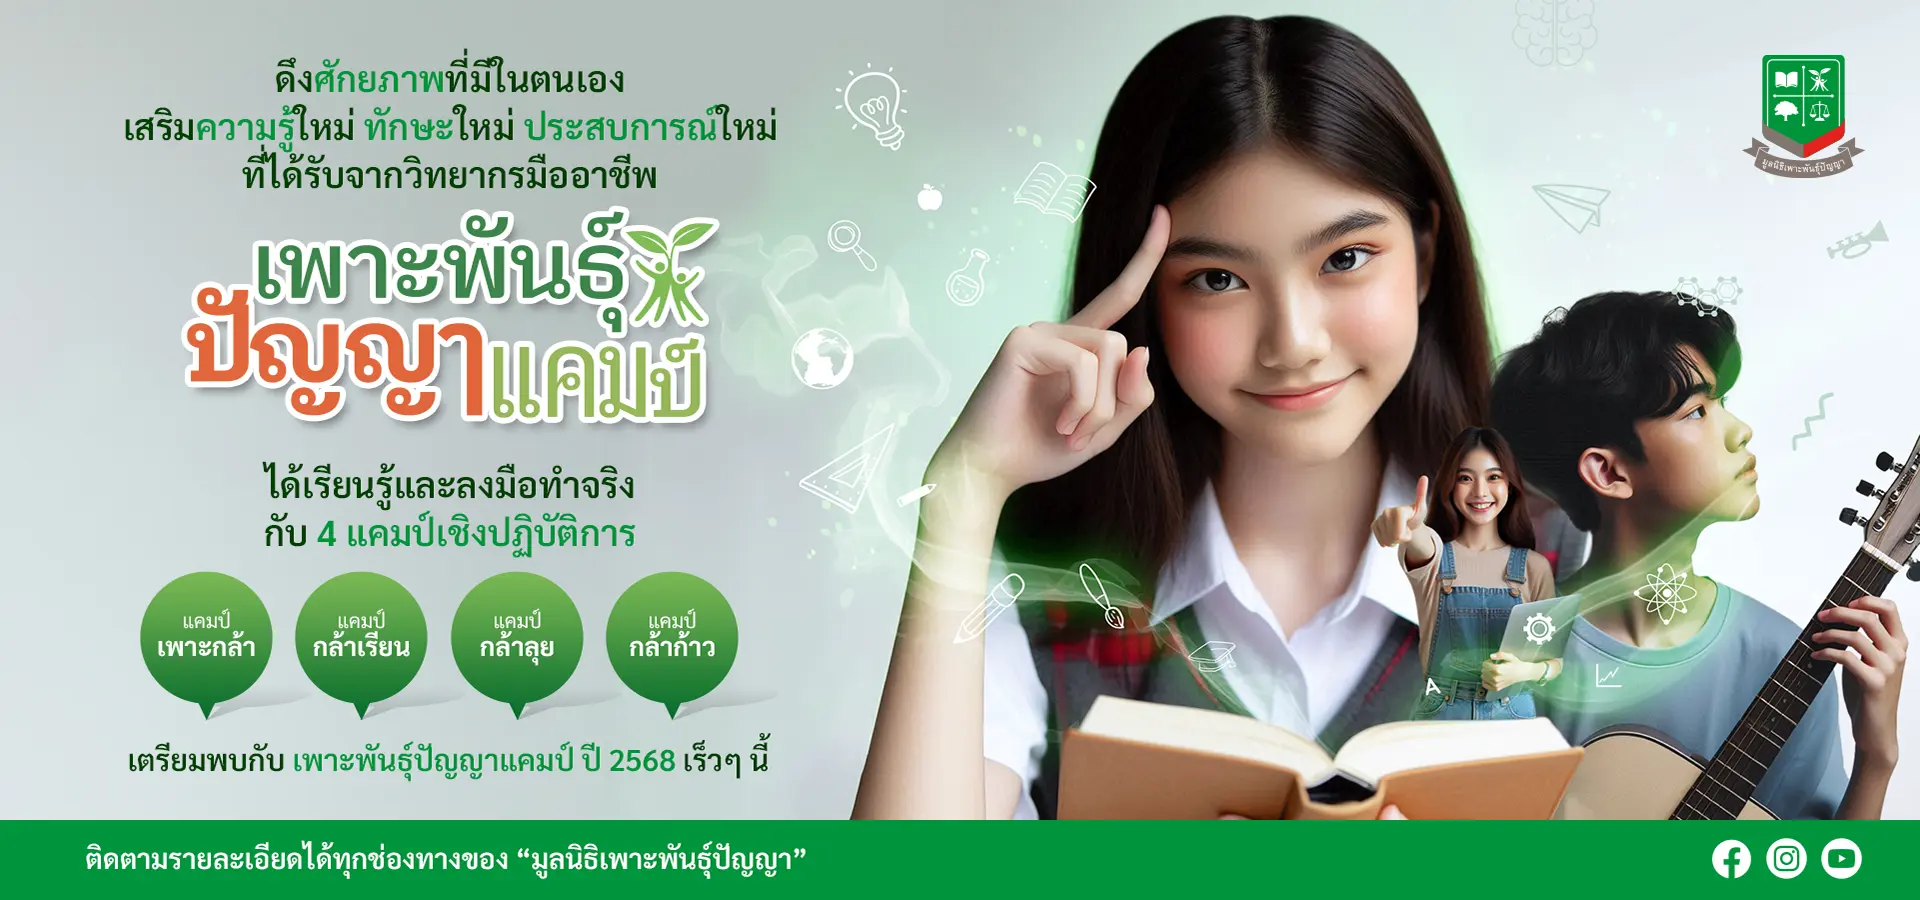 ดึงศักยภาพที่มีในตนเอง
เสริมความรู้ใหม่ ทักษะใหม่ ประสบการณ์ใหม่
ที่ได้รับจากวิทยากรมืออาชีพ
เพาะพันธุ์
ปัญญาแคมป์
ได้เรียนรู้และลงมือทำจริง
กับ 4 แคมป์เชิงปฏิบัติการ
แคมป์
เพาะกล้า
แคมป์
กล้าเรียน
แคมป์
กล้าลุย
แคมป์
กล้าก้าว
เตรียมพบกับ เพาะพันธุ์ปัญญาแคมป์ ปี 2568 เร็วๆ นี้
มูลนิธิเพาะพันธุ์ปัญญา
A
ติดตามรายละเอียดได้ทุกช่องทางของ “มูลนิธิเพาะพันธุ์ปัญญา”